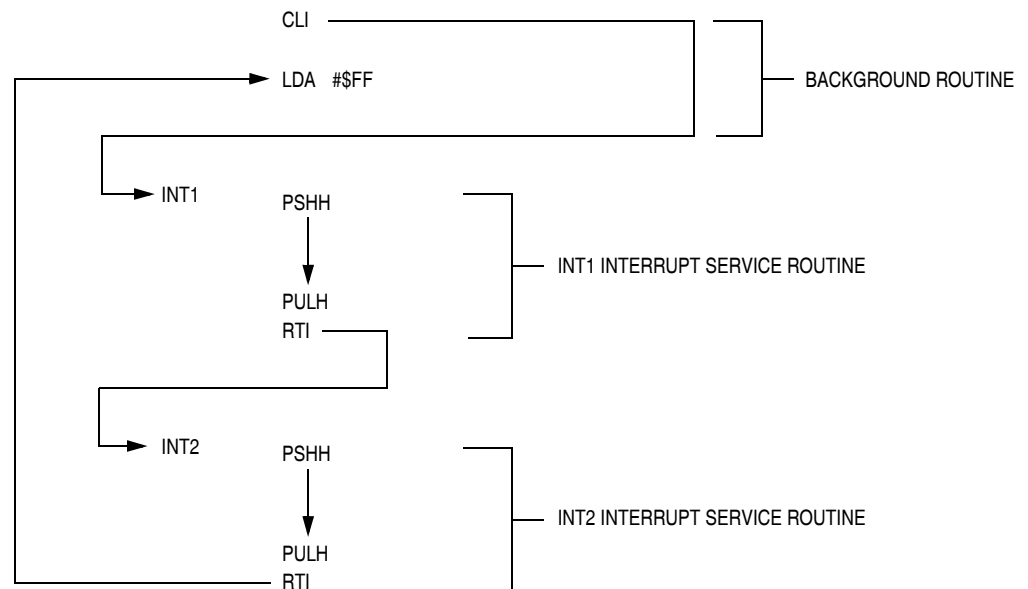 CLI
LDA #$FF
BACKGROUND ROUTINE
INT1
PSHH
INT1 INTERRUPT SERVICE ROUTINE
PULH
RTI
INT2
PSHH
INT2 INTERRUPT SERVICE ROUTINE
PULH
RTI